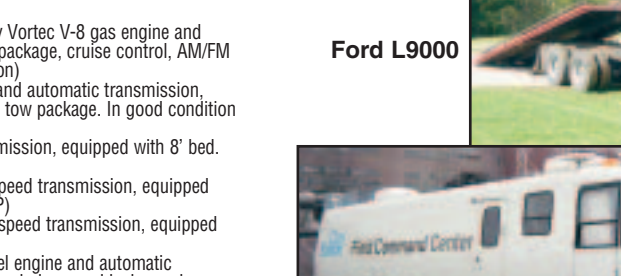 Vortec V-8 gas engine and
package, cruise control, AM/FM
on)
and automatic transmission,
tow package. In good condition
mission, equipped with 8' bed.
peed transmission, equipped
P)
speed transmission, equipped
el engine and automatic
Ford L9000
Field Command Center